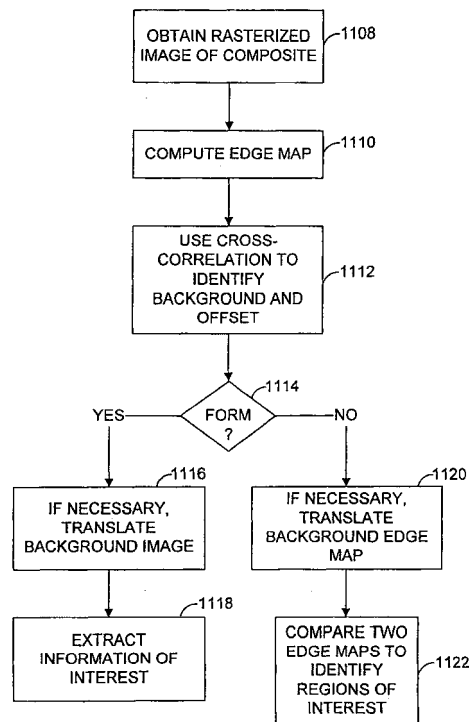 OBTAIN RASTERIZED
IMAGE OF COMPOSITE
1108
COMPUTE EDGE MAP
1110
USE CROSS-
CORRELATION TO
IDENTIFY
BACKGROUND AND
OFFSET
1112
FORM
?
1114
YES
NO
IF NECESSARY,
TRANSLATE
BACKGROUND IMAGE
1116
IF NECESSARY,
TRANSLATE
BACKGROUND EDGE
MAP
1120
EXTRACT
INFORMATION OF
INTEREST
1118
COMPARE TWO
EDGE MAPS TO
IDENTIFY
REGIONS OF
INTEREST
1122